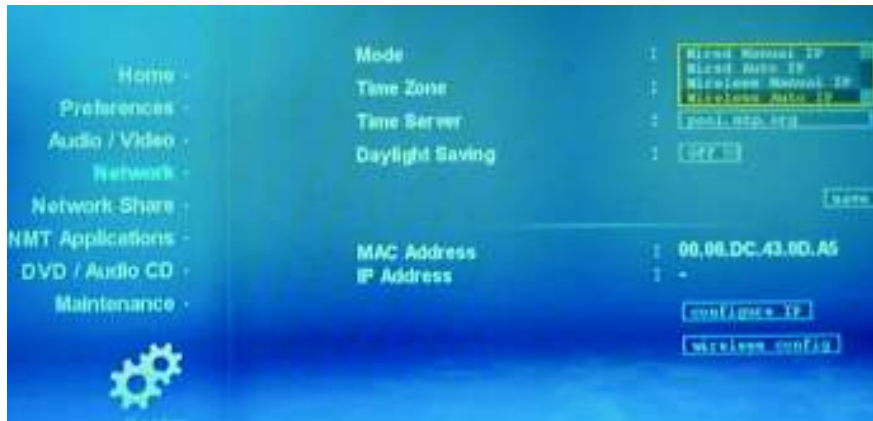 Home -
Preferences -
Audio / Video -
Network -
Network Share -
NMT Applications -
DVD / Audio CD -
Maintenance -
Mode : Wired Manual IP
Wired Auto IP
Wireless Manual IP
Wireless Auto IP
Time Zone :
Time Server : pool.ntp.org
Daylight Saving : Off
save
MAC Address : 00.06.DC.43.0D.A5
IP Address : -
configure IP
wireless config